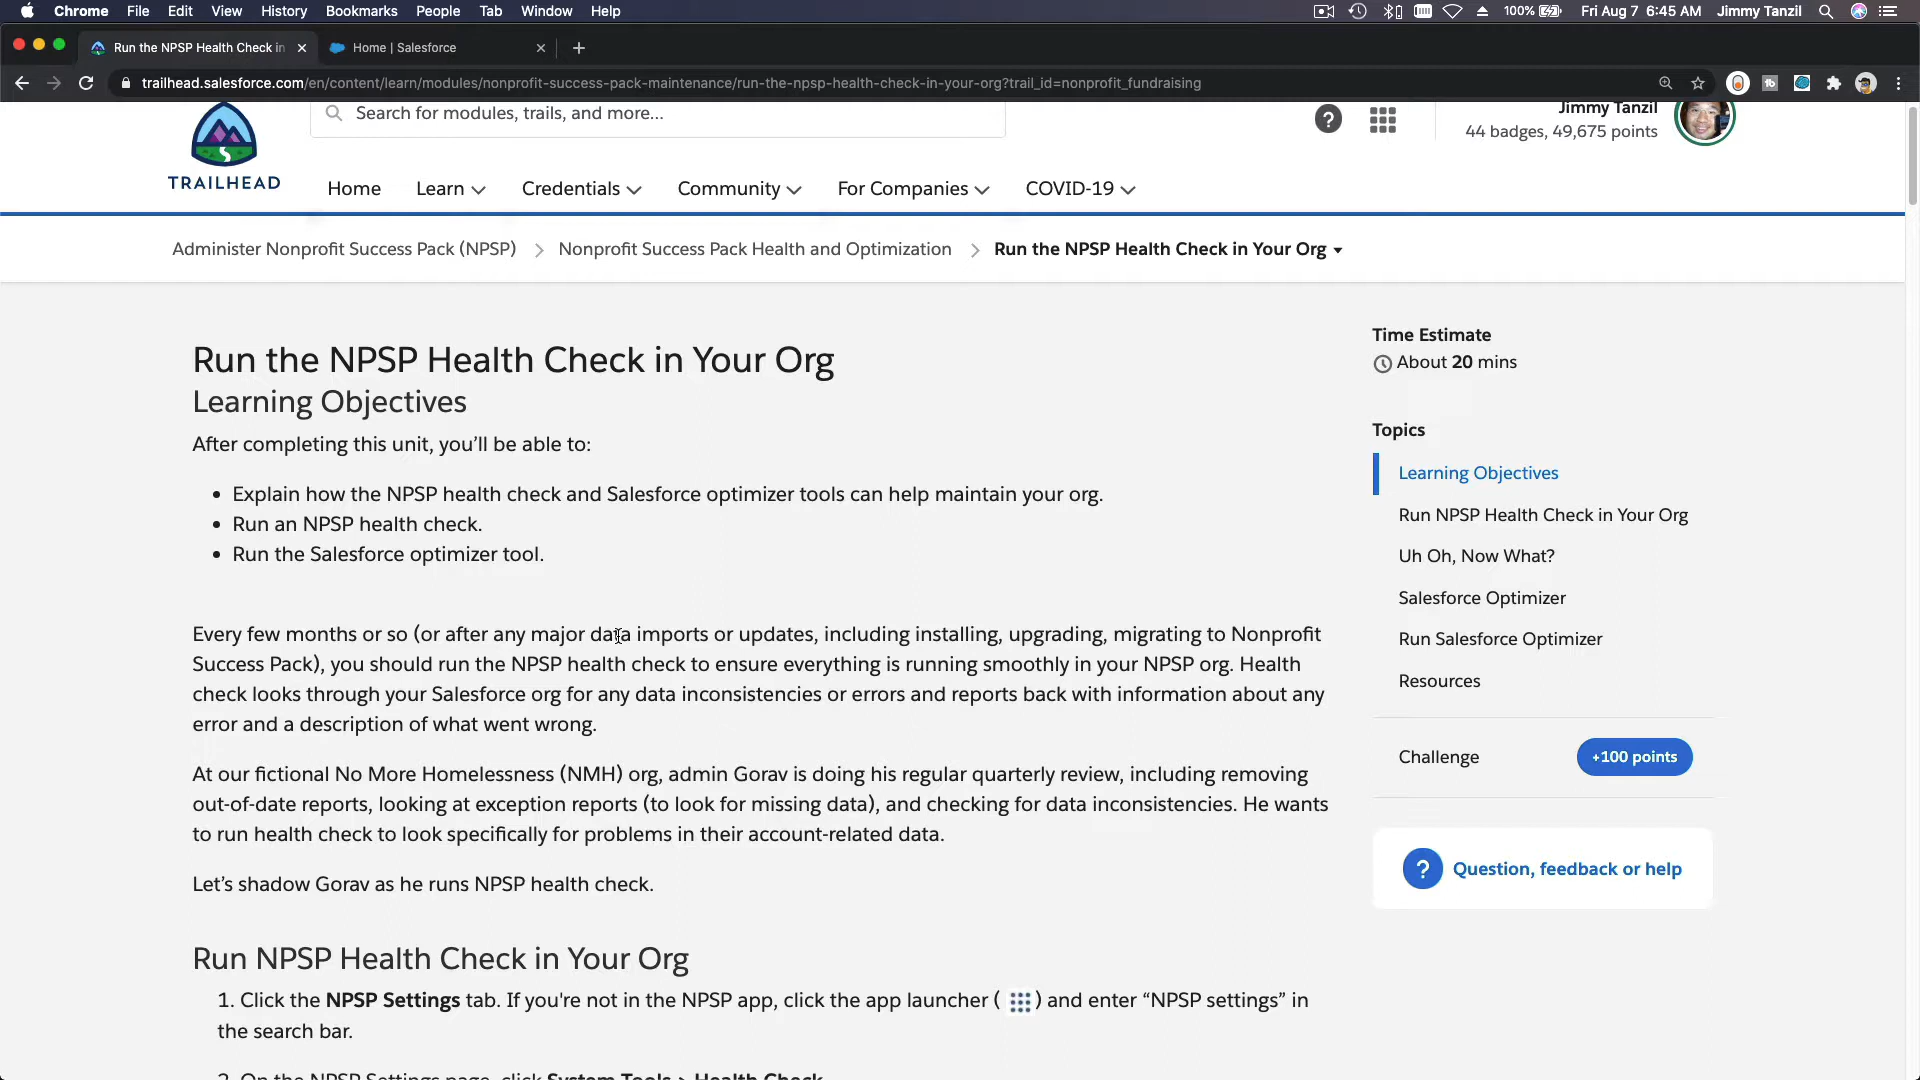 Chrome File Edit View History Bookmarks People Tab Window Help 100% Fri Aug 7 6:45 AM Jimmy Tanzil
Run the NPSP Health Check in Home | Salesforce
trailhead.salesforce.com/en/content/learn/modules/nonprofit-success-pack-maintenance/run-the-npsp-health-check-in-your-org?trail_id=nonprofit_fundraising
Search for modules, trails, and more...
Jimmy Tanzil
44 badges, 49,675 points
TRAILHEAD
Home Learn Credentials Community For Companies COVID-19
Administer Nonprofit Success Pack (NPSP) Nonprofit Success Pack Health and Optimization Run the NPSP Health Check in Your Org
Run the NPSP Health Check in Your Org
Learning Objectives
After completing this unit, you’ll be able to:
• Explain how the NPSP health check and Salesforce optimizer tools can help maintain your org.
• Run an NPSP health check.
• Run the Salesforce optimizer tool.
Every few months or so (or after any major data imports or updates, including installing, upgrading, migrating to Nonprofit
Success Pack), you should run the NPSP health check to ensure everything is running smoothly in your NPSP org. Health
check looks through your Salesforce org for any data inconsistencies or errors and reports back with information about any
error and a description of what went wrong.
At our fictional No More Homelessness (NMH) org, admin Gorav is doing his regular quarterly review, including removing
out-of-date reports, looking at exception reports (to look for missing data), and checking for data inconsistencies. He wants
to run health check to look specifically for problems in their account-related data.
Let’s shadow Gorav as he runs NPSP health check.
Run NPSP Health Check in Your Org
1. Click the NPSP Settings tab. If you're not in the NPSP app, click the app launcher ( ) and enter “NPSP settings” in
the search bar.
2. On the NPSP Settings page, click System Tools > Health Check
Time Estimate
About 20 mins
Topics
Learning Objectives
Run NPSP Health Check in Your Org
Uh Oh, Now What?
Salesforce Optimizer
Run Salesforce Optimizer
Resources
Challenge +100 points
? Question, feedback or help